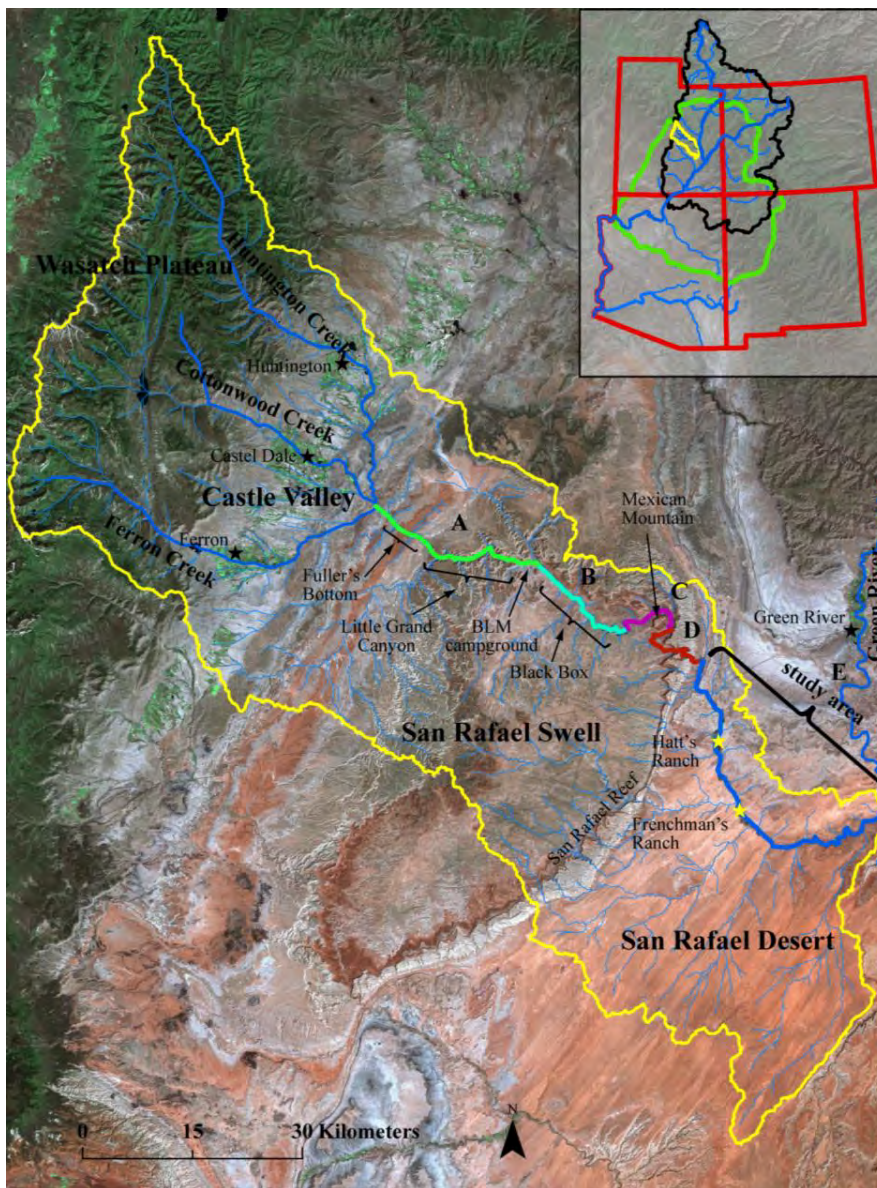 Wasatch Plateau
Huntington Creek
Huntington
Cottonwood Creek
Castel Dale
Castle Valley
Ferron Creek
Ferron
A
Mexican
Mountain
Fuller's
Bottom
B
C
D
Little Grand
Canyon
BLM
campground
Black Box
Green River
Green River
E
study area
San Rafael Swell
Hatt's
Ranch
San Rafael Reef
Frenchman's
Ranch
San Rafael Desert
N
0 15 30 Kilometers